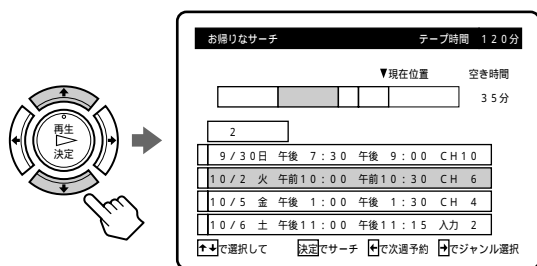 お帰りなサーチ テープ時間 120分
▼現在位置 空き時間
35分
再生
決定
2
9/30日 午後 7:30 午後 9:00 CH10
10/2 火 午前10:00 午前10:30 CH 6
10/5 金 午後 1:00 午後 1:30 CH 4
10/6 土 午後11:00 午後11:15 入力 2
↑↓で選択して 決定でサーチ ←で次週予約 →でジャンル選択